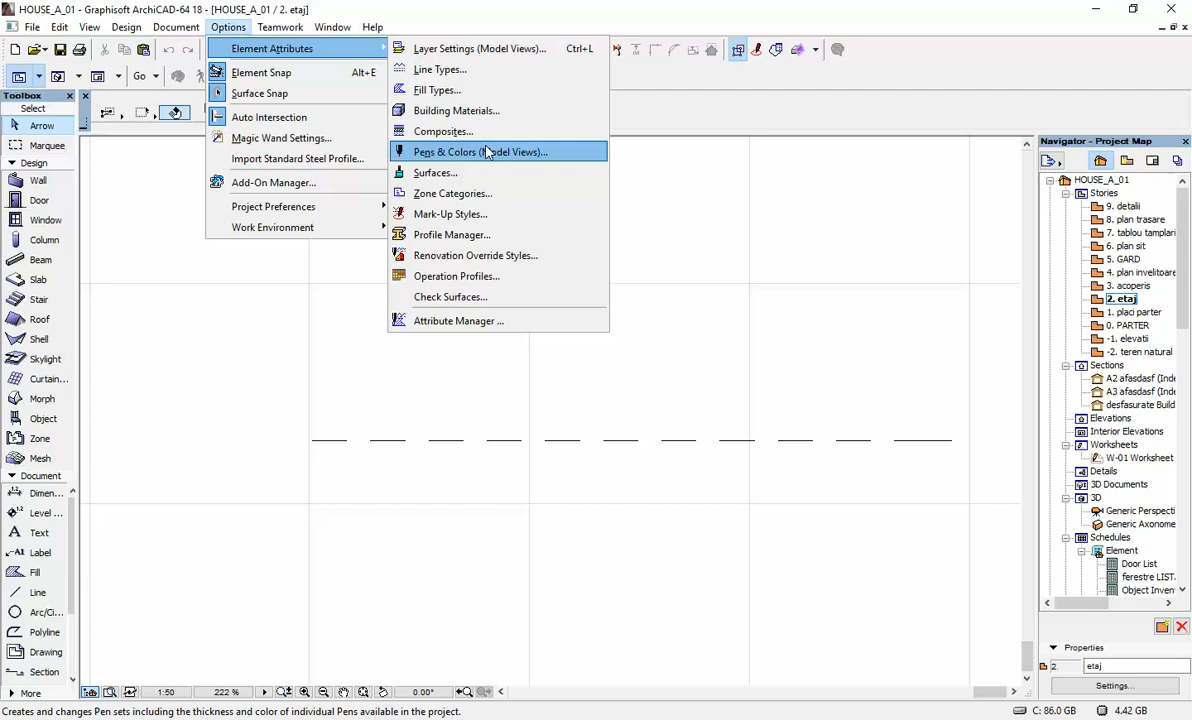 HOUSE_A_01 - Graphisoft ArchiCAD-64 18 - [HOUSE_A_01 / 2. etaj]
File Edit View Design Document Options Teamwork Window Help
Element Attributes
Element Snap Alt+E
Surface Snap
Auto Intersection
Magic Wand Settings...
Import Standard Steel Profile...
Add-On Manager...
Project Preferences
Work Environment
Layer Settings (Model Views)... Ctrl+L
Line Types...
Fill Types...
Building Materials...
Composites...
Pens & Colors (Model Views)...
Surfaces...
Zone Categories...
Mark-Up Styles...
Profile Manager...
Renovation Override Styles...
Operation Profiles...
Check Surfaces...
Attribute Manager ...
Go
Toolbox
Select
Arrow
Marquee
Design
Wall
Door
Window
Column
Beam
Slab
Stair
Roof
Shell
Skylight
Curtain...
Morph
Object
Zone
Mesh
Document
Dimen...
Level ...
Text
Label
Fill
Line
Arc/Ci...
Polyline
Drawing
Section
More
Navigator - Project Map
HOUSE_A_01
Stories
9. detalii
8. plan trasare
7. tablou tamplari
6. plan sit
5. GARD
4. plan invelitoare
3. acoperis
2. etaj
1. placi parter
0. PARTER
-1. elevatii
-2. teren natural
Sections
A2 afasdasf (Inde
A3 afasdasf (Inde
desfasurate Build
Elevations
Interior Elevations
Worksheets
W-01 Worksheet
Details
3D Documents
3D
Generic Perspecti
Generic Axonome
Schedules
Element
Door List
ferestre LIST.
Object Inven
Properties
2. etaj
Settings...
1:50 222 % 0.00°
Creates and changes Pen sets including the thickness and color of individual Pens available in the project.
C: 86.0 GB 4.42 GB